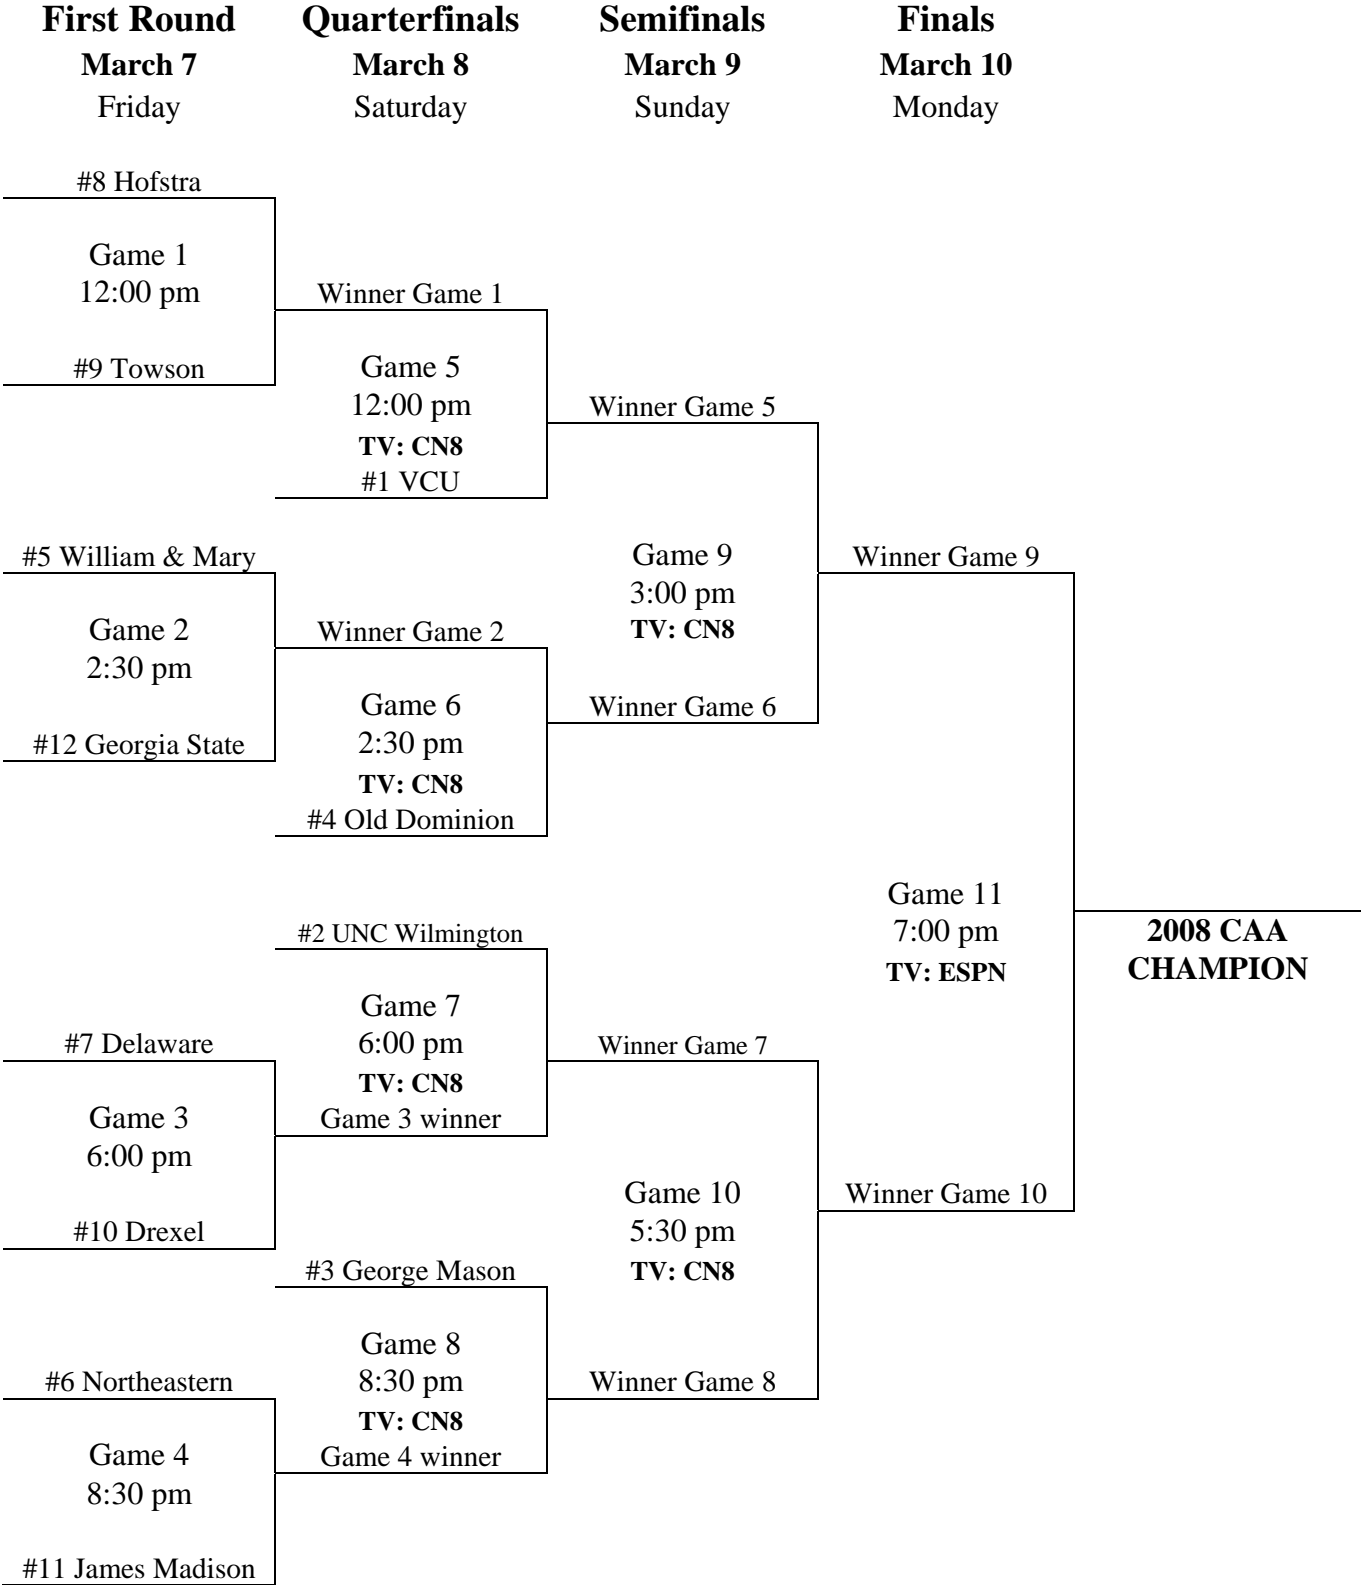 First Round Quarterfinals Semifinals Finals
March 7 March 8 March 9 March 10
Friday Saturday Sunday Monday
#8 Hofstra
Game 1
12:00 pm
#9 Towson
#5 William & Mary
Game 2
2:30 pm
#12 Georgia State
#7 Delaware
Game 3
6:00 pm
#10 Drexel
#6 Northeastern
Game 4
8:30 pm
#11 James Madison
Winner Game 1
Game 5
12:00 pm
TV: CN8
#1 VCU
Winner Game 2
Game 6
2:30 pm
TV: CN8
#4 Old Dominion
#2 UNC Wilmington
Game 7
6:00 pm
TV: CN8
Game 3 winner
#3 George Mason
Game 8
8:30 pm
TV: CN8
Game 4 winner
Winner Game 5
Game 9
3:00 pm
TV: CN8
Winner Game 6
Winner Game 7
Game 10
5:30 pm
TV: CN8
Winner Game 8
Winner Game 9
Game 11
7:00 pm
TV: ESPN
Winner Game 10
2008 CAA
CHAMPION